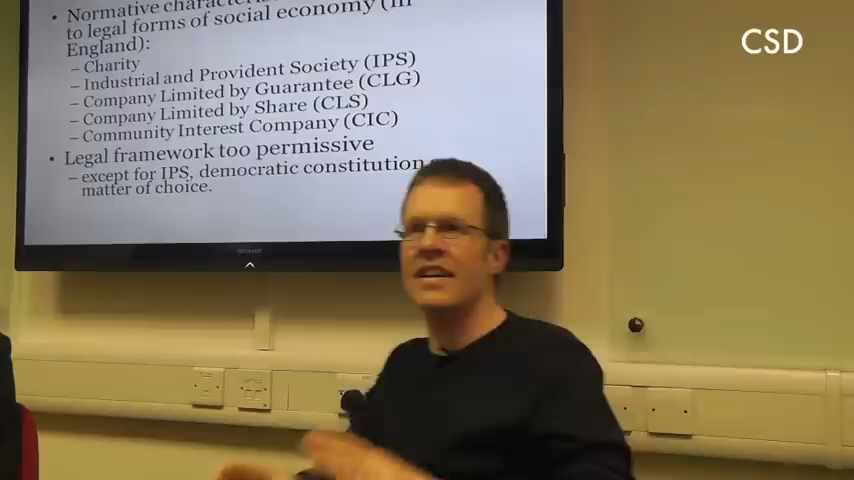 • Normative
to legal forms of social economy (in
England):
– Charity
– Industrial and Provident Society (IPS)
– Company Limited by Guarantee (CLG)
– Company Limited by Share (CLS)
– Community Interest Company (CIC)
• Legal framework too permissive
– except for IPS, democratic constitution
matter of choice.
CSD